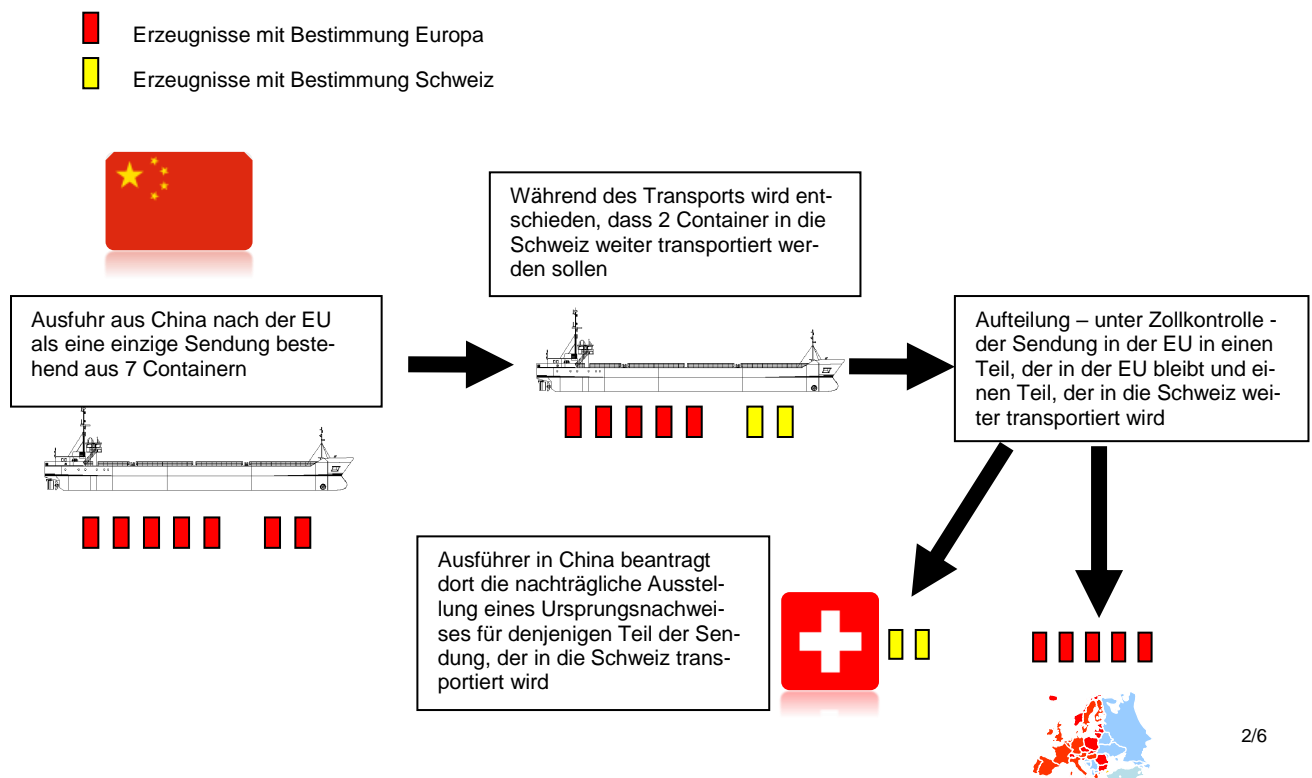 Erzeugnisse mit Bestimmung Europa
Erzeugnisse mit Bestimmung Schweiz
Während des Transports wird ent-
schieden, dass 2 Container in die
Schweiz weiter transportiert wer-
den sollen
Ausfuhr aus China nach der EU
als eine einzige Sendung beste-
hend aus 7 Containern
Aufteilung – unter Zollkontrolle -
der Sendung in der EU in einen
Teil, der in der EU bleibt und ei-
nen Teil, der in die Schweiz wei-
ter transportiert wird
Ausführer in China beantragt
dort die nachträgliche Ausstel-
lung eines Ursprungsnachwei-
ses für denjenigen Teil der Sen-
dung, der in die Schweiz trans-
portiert wird
2/6